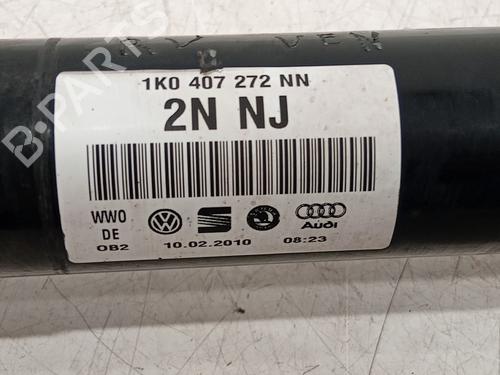 1K0 407 272 NN
2N NJ
WWO
DE
OB2
10.02.2010
08:23
Audi
B-PARTS